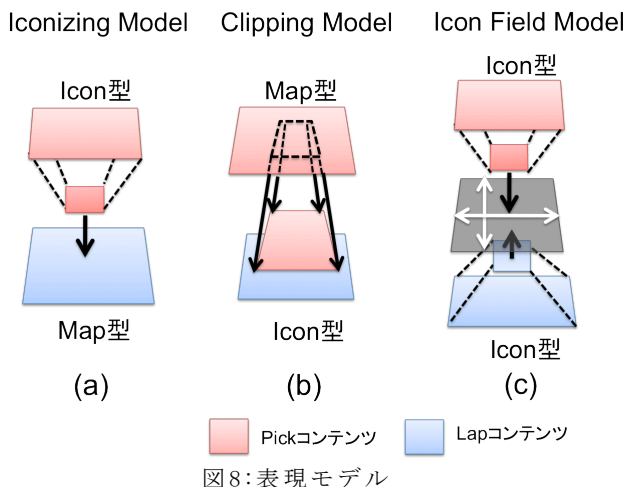 Iconizing Model
Clipping Model
Icon Field Model
Icon型
Map型
Icon型
Map型
Icon型
Icon型
(a)
(b)
(c)
Pickコンテンツ
Lapコンテンツ
図8:表現モデル